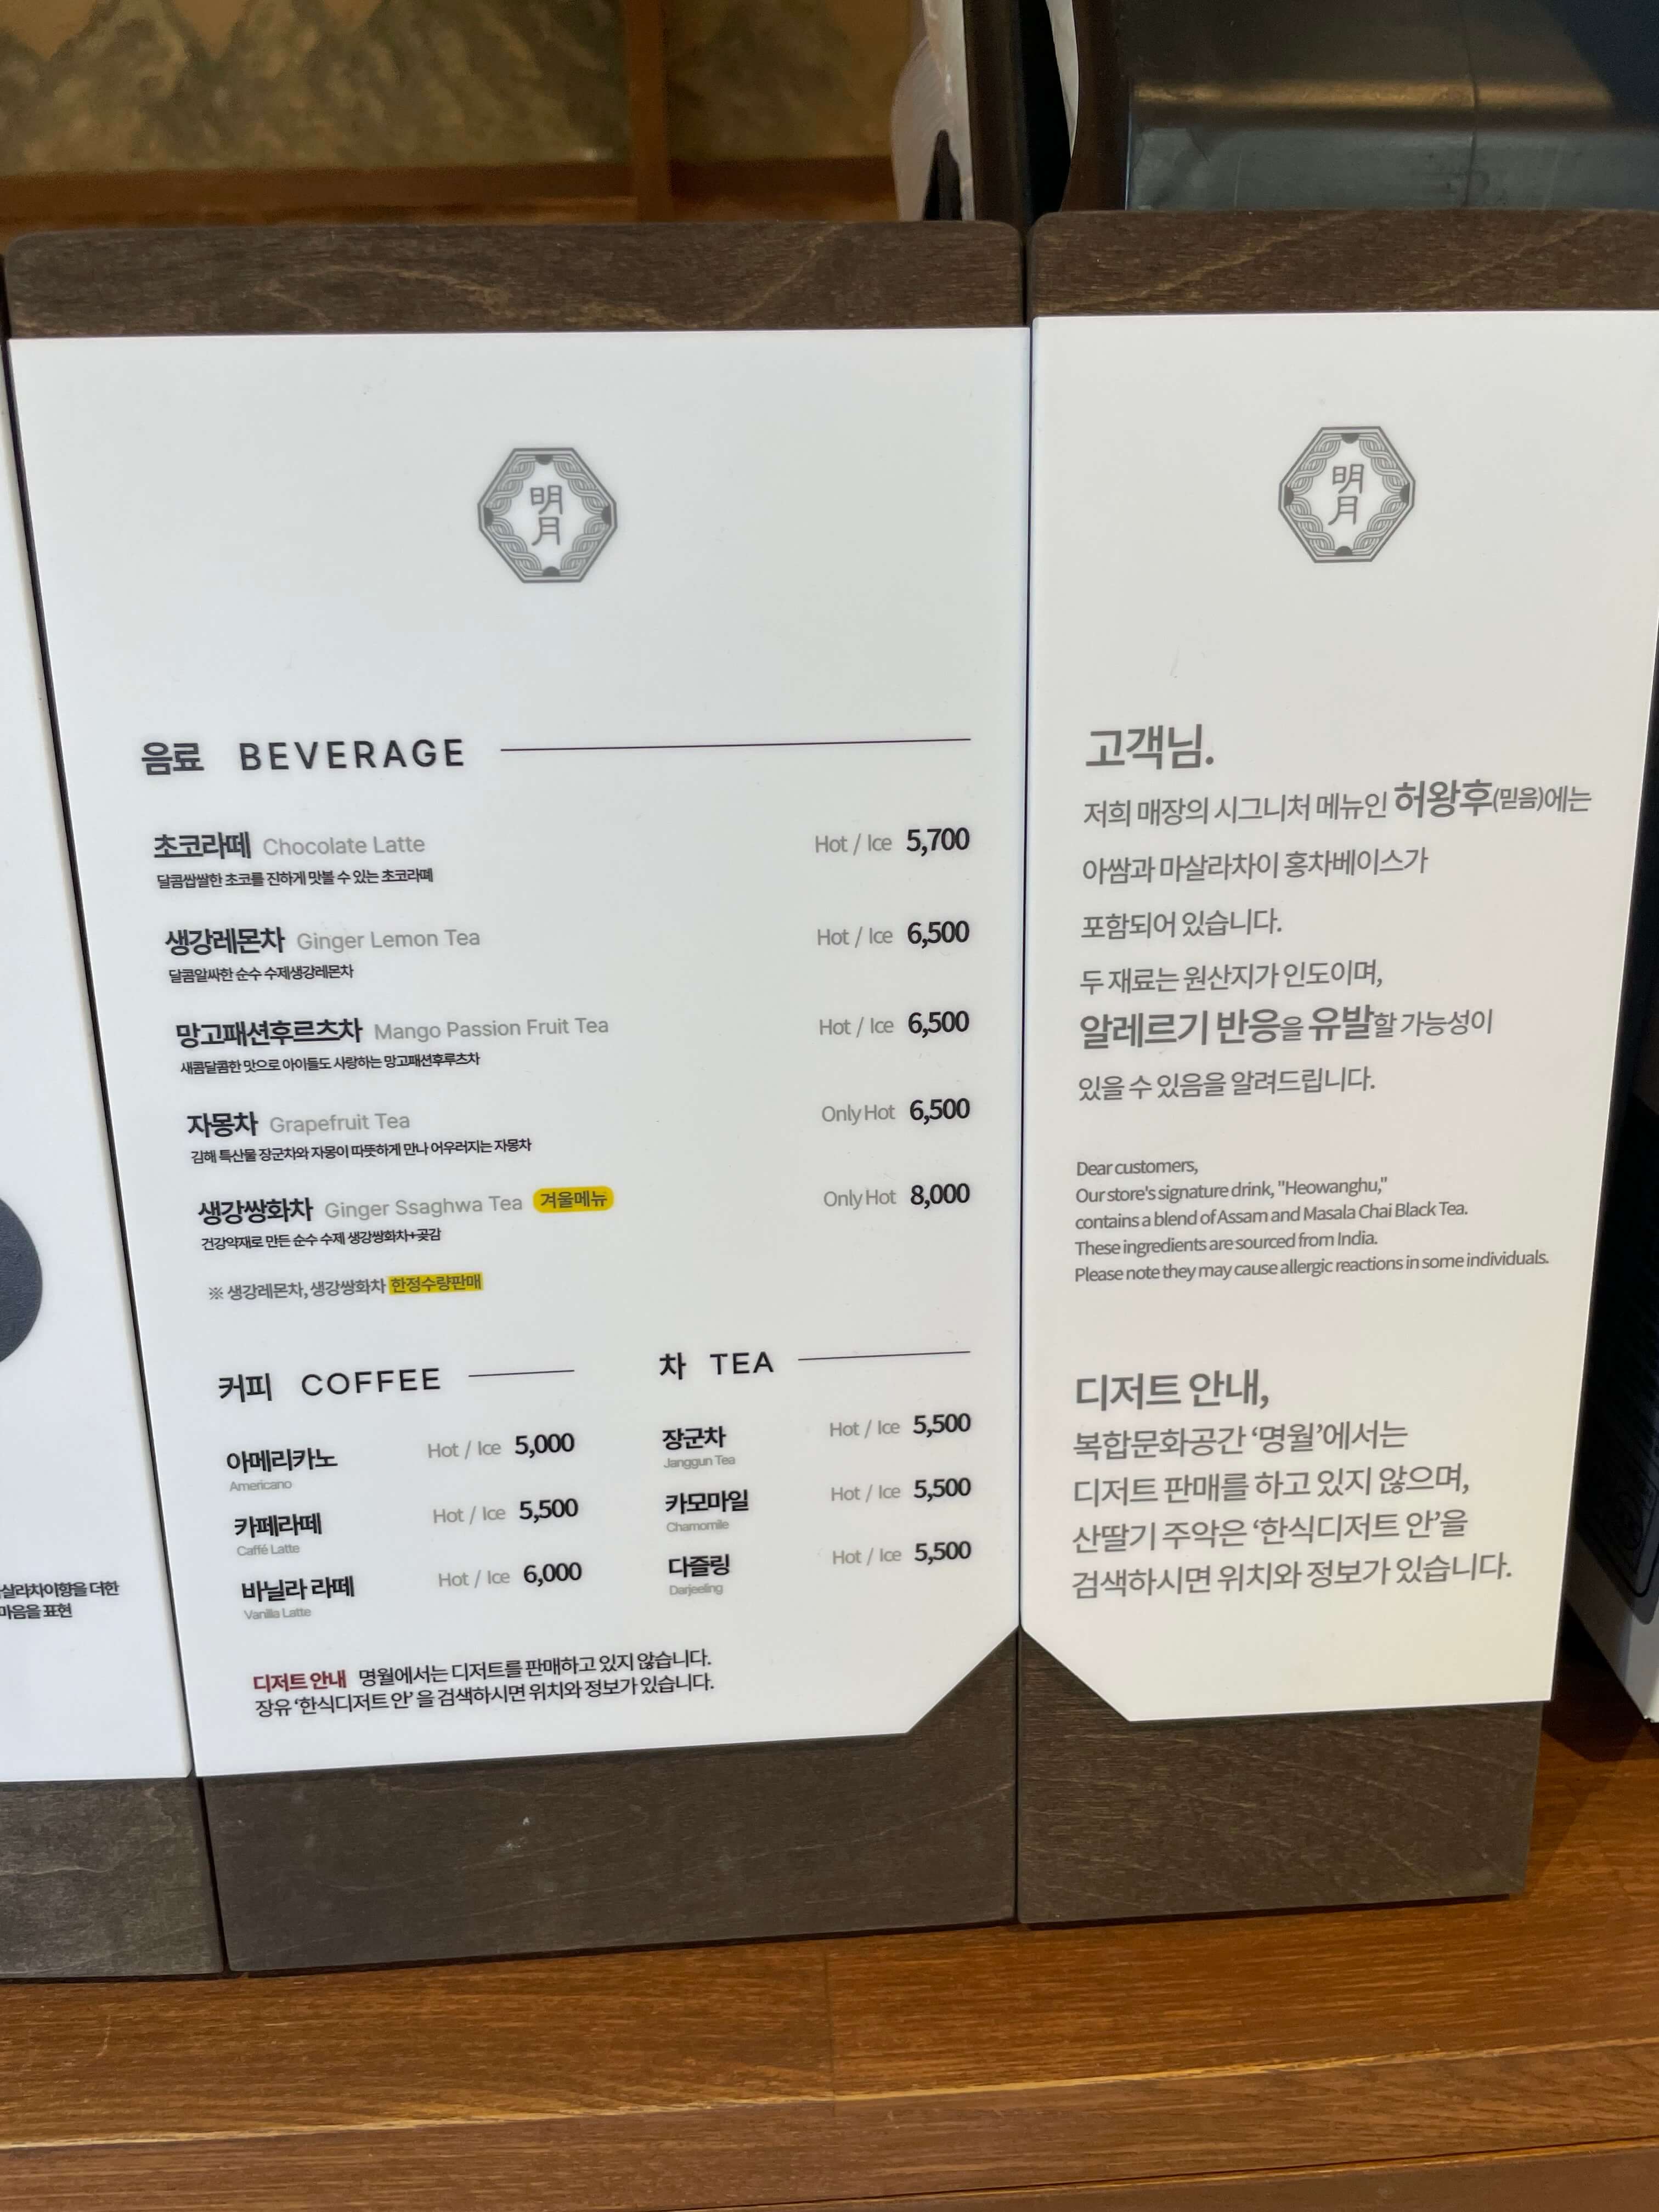 살라차이향을 더한
마음을 표현
明
月
음료 BEVERAGE
초코라떼 Chocolate Latte Hot / Ice 5,700
달콤쌉쌀한 초코를 진하게 맛볼 수 있는 초코라떼
생강레몬차 Ginger Lemon Tea Hot / Ice 6,500
달콤알싸한 순수 수제생강레몬차
망고패션후르츠차 Mango Passion Fruit Tea Hot / Ice 6,500
새콤달콤한 맛으로 아이들도 사랑하는 망고패션후루츠차
자몽차 Grapefruit Tea Only Hot 6,500
김해 특산물 장군차와 자몽이 따뜻하게 만나 어우러지는 자몽차
생강쌍화차 Ginger Ssaghwa Tea 겨울메뉴 Only Hot 8,000
건강약재로 만든 순수 수제 생강쌍화차+곶감
※ 생강레몬차, 생강쌍화차 한정수량판매
커피 COFFEE
아메리카노 Hot / Ice 5,000
Americano
카페라떼 Hot / Ice 5,500
Caffé Latte
바닐라 라떼 Hot / Ice 6,000
Vanilla Latte
차 TEA
장군차 Hot / Ice 5,500
Janggun Tea
카모마일 Hot / Ice 5,500
Chamomile
다즐링 Hot / Ice 5,500
Darjeeling
디저트 안내 명월에서는 디저트를 판매하고 있지 않습니다.
장유 ‘한식디저트 안’ 을 검색하시면 위치와 정보가 있습니다.
明
月
고객님.
저희 매장의 시그니처 메뉴인 허왕후(믿음)에는
아쌈과 마살라차이 홍차베이스가
포함되어 있습니다.
두 재료는 원산지가 인도이며,
알레르기 반응을 유발할 가능성이
있을 수 있음을 알려드립니다.
Dear customers,
Our store's signature drink, "Heowanghu,"
contains a blend of Assam and Masala Chai Black Tea.
These ingredients are sourced from India.
Please note they may cause allergic reactions in some individuals.
디저트 안내,
복합문화공간 ‘명월’에서는
디저트 판매를 하고 있지 않으며,
산딸기 주악은 ‘한식디저트 안’을
검색하시면 위치와 정보가 있습니다.